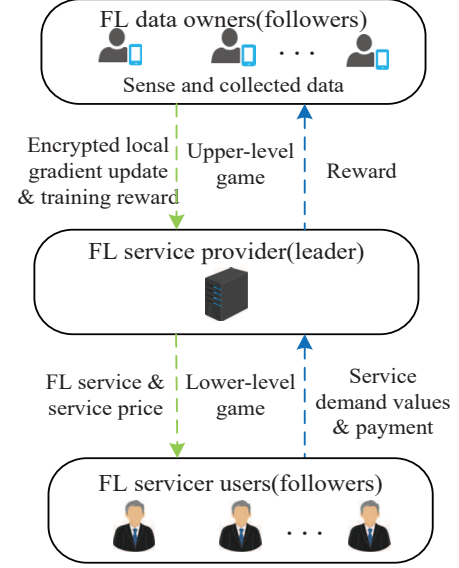 FL data owners(followers)
. . .
Sense and collected data
Encrypted local
gradient update
& training reward
Upper-level
game
Reward
FL service provider(leader)
FL service &
service price
Lower-level
game
Service
demand values
& payment
FL servicer users(followers)
. . .